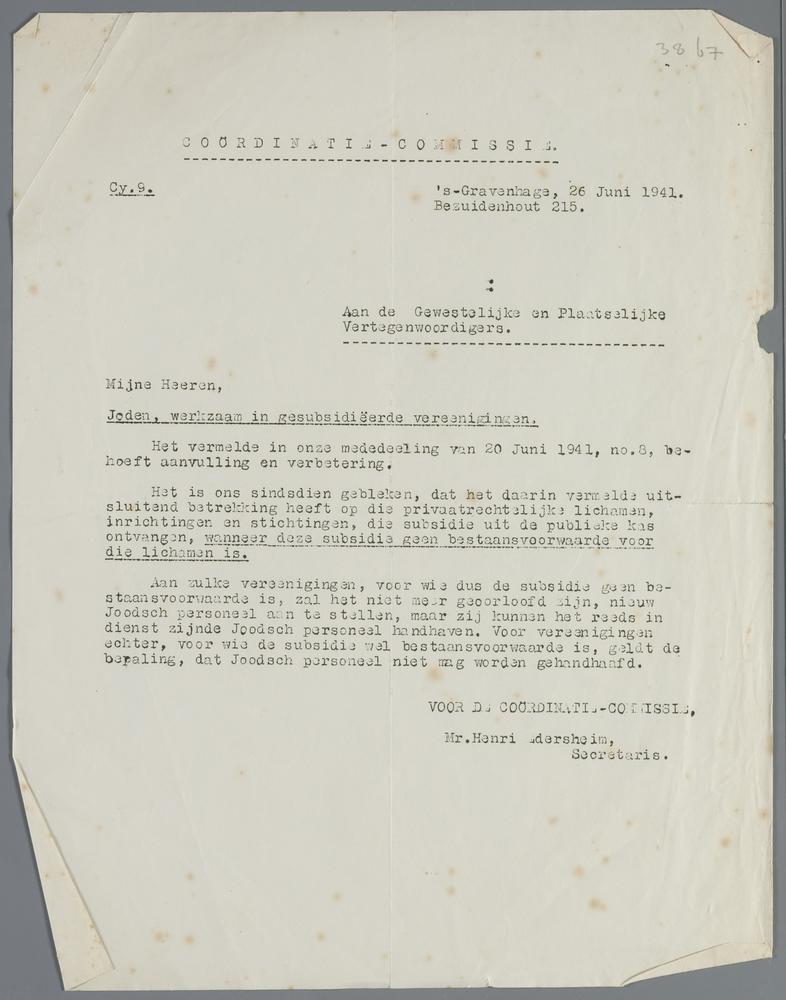 38 b7
COÖRDINATIE-COMMISSIE.
Cy.9.
's-Gravenhage, 26 Juni 1941.
Bezuidenhout 215.
Aan de Gewestelijke en Plaatselijke
Vertegenwoordigers.
Mijne Heeren,
Joden, werkzaam in gesubsidiëerde vereenigingen.
Het vermelde in onze mededeeling van 20 Juni 1941, no.8, be-
hoeft aanvulling en verbetering.
Het is ons sindsdien gebleken, dat het daarin vermelde uit-
sluitend betrekking heeft op die privaatrechtelijke lichamen,
inrichtingen en stichtingen, die subsidie uit de publieke kas
ontvangen, wanneer deze subsidie geen bestaansvoorwaarde voor
die lichamen is.
Aan zulke vereenigingen, voor wie dus de subsidie geen be-
staansvoorwaarde is, zal het niet meer geoorloofd zijn, nieuw
Joodsch personeel aan te stellen, maar zij kunnen het reeds in
dienst zijnde Joodsch personeel handhaven. Voor vereenigingen
echter, voor wie de subsidie wel bestaansvoorwaarde is, geldt de
bepaling, dat Joodsch personeel niet mag worden gehandhaafd.
VOOR DE COÖRDINATIE-COMMISSIE,
Mr.Henri Edersheim,
Secretaris.